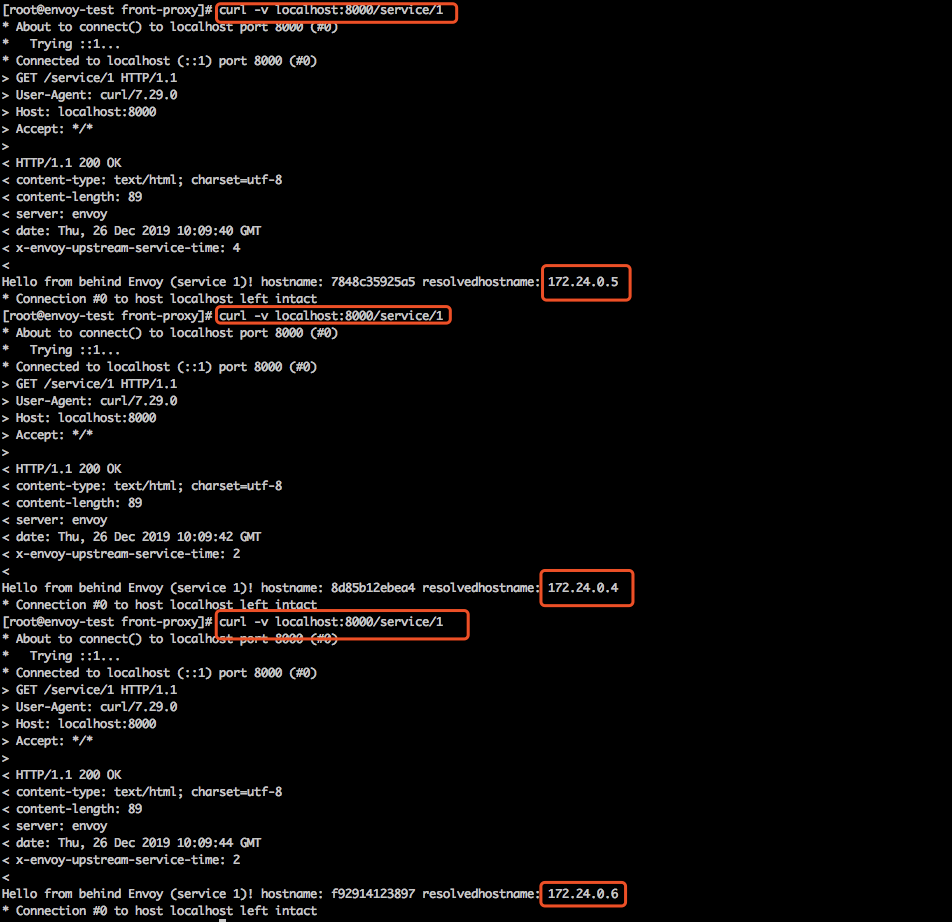 [root@envoy-test front-proxy]# curl -v localhost:8000/service/1
* About to connect() to localhost port 8000 (#0)
*   Trying ::1...
* Connected to localhost (::1) port 8000 (#0)
> GET /service/1 HTTP/1.1
> User-Agent: curl/7.29.0
> Host: localhost:8000
> Accept: */*
>
< HTTP/1.1 200 OK
< content-type: text/html; charset=utf-8
< content-length: 89
< server: envoy
< date: Thu, 26 Dec 2019 10:09:40 GMT
< x-envoy-upstream-service-time: 4
<
Hello from behind Envoy (service 1)! hostname: 7848c35925a5 resolvedhostname: 172.24.0.5
* Connection #0 to host localhost left intact
[root@envoy-test front-proxy]# curl -v localhost:8000/service/1
* About to connect() to localhost port 8000 (#0)
*   Trying ::1...
* Connected to localhost (::1) port 8000 (#0)
> GET /service/1 HTTP/1.1
> User-Agent: curl/7.29.0
> Host: localhost:8000
> Accept: */*
>
< HTTP/1.1 200 OK
< content-type: text/html; charset=utf-8
< content-length: 89
< server: envoy
< date: Thu, 26 Dec 2019 10:09:42 GMT
< x-envoy-upstream-service-time: 2
<
Hello from behind Envoy (service 1)! hostname: 8d85b12ebea4 resolvedhostname: 172.24.0.4
* Connection #0 to host localhost left intact
[root@envoy-test front-proxy]# curl -v localhost:8000/service/1
* About to connect() to localhost port 8000 (#0)
*   Trying ::1...
* Connected to localhost (::1) port 8000 (#0)
> GET /service/1 HTTP/1.1
> User-Agent: curl/7.29.0
> Host: localhost:8000
> Accept: */*
>
< HTTP/1.1 200 OK
< content-type: text/html; charset=utf-8
< content-length: 89
< server: envoy
< date: Thu, 26 Dec 2019 10:09:44 GMT
< x-envoy-upstream-service-time: 2
<
Hello from behind Envoy (service 1)! hostname: f92914123897 resolvedhostname: 172.24.0.6
* Connection #0 to host localhost left intact